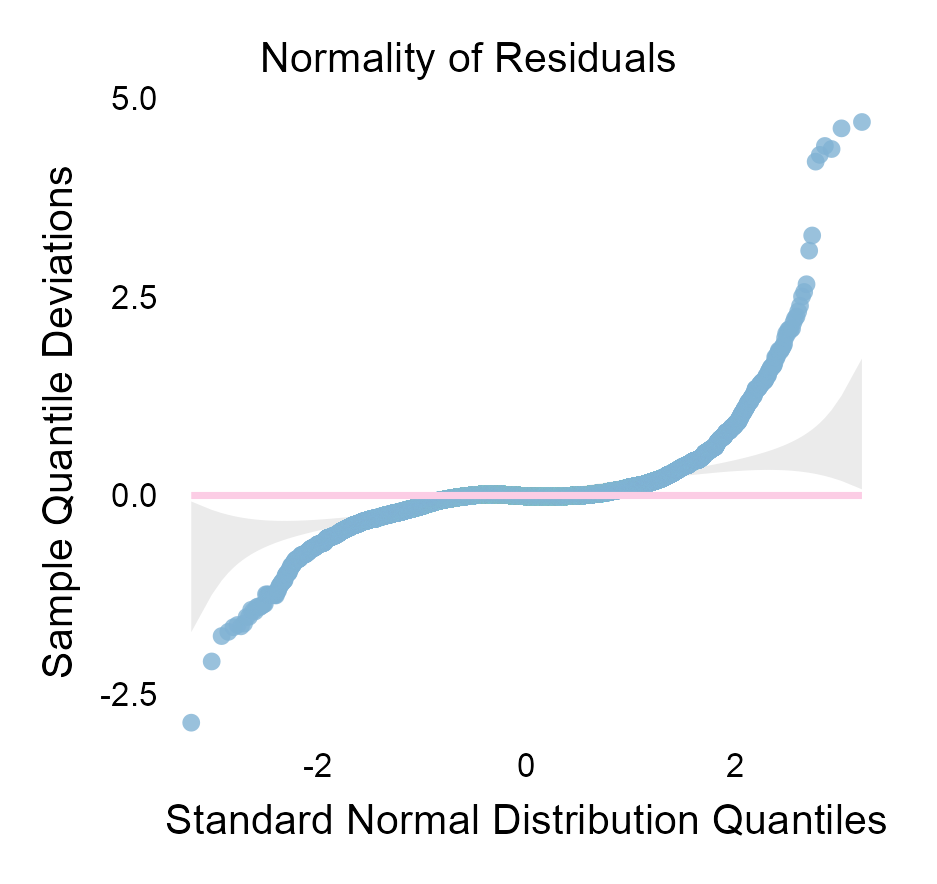 Normality of Residuals
5.0
2.5
0.0
-2.5
Sample Quantile Deviations
-2 0 2
Standard Normal Distribution Quantiles